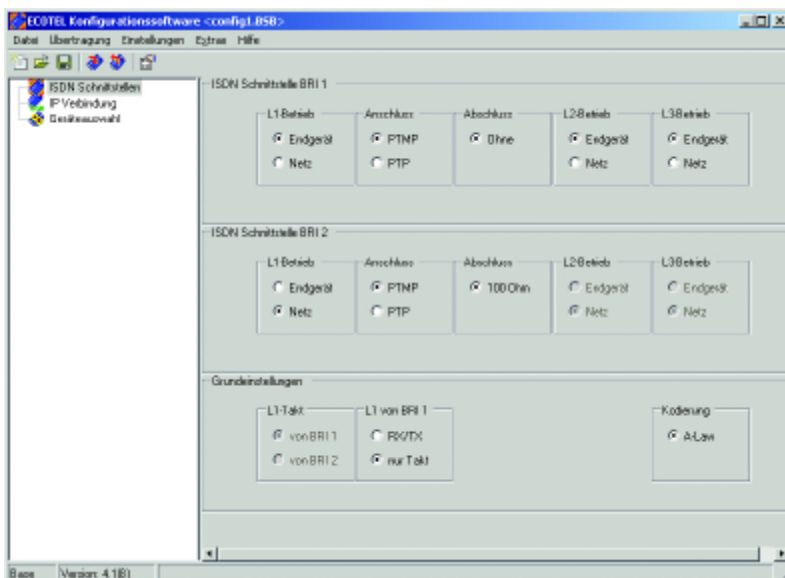 ECOTEL Konfigurationssoftware <config1.BSB>
Datei Übertragung Einstellungen Extras Hilfe
ISDN Schnittstellen
IP Verbindung
Geräteauswahl
ISDN Schnittstelle BRI 1
L1-Betrieb Anschluss Abschluss L2-Betrieb L3-Betrieb
Endgerät PTMP Ohne Endgerät Endgerät
Netz PTP Netz Netz
ISDN Schnittstelle BRI 2
L1-Betrieb Anschluss Abschluss L2-Betrieb L3-Betrieb
Endgerät PTMP 100 Ohm Endgerät Endgerät
Netz PTP Netz Netz
Grundeinstellungen
L1-Takt L1 von BRI 1 Kodierung
von BRI 1 RX/TX A-Law
von BRI 2 nur Takt
Base Version: 4.1(B)